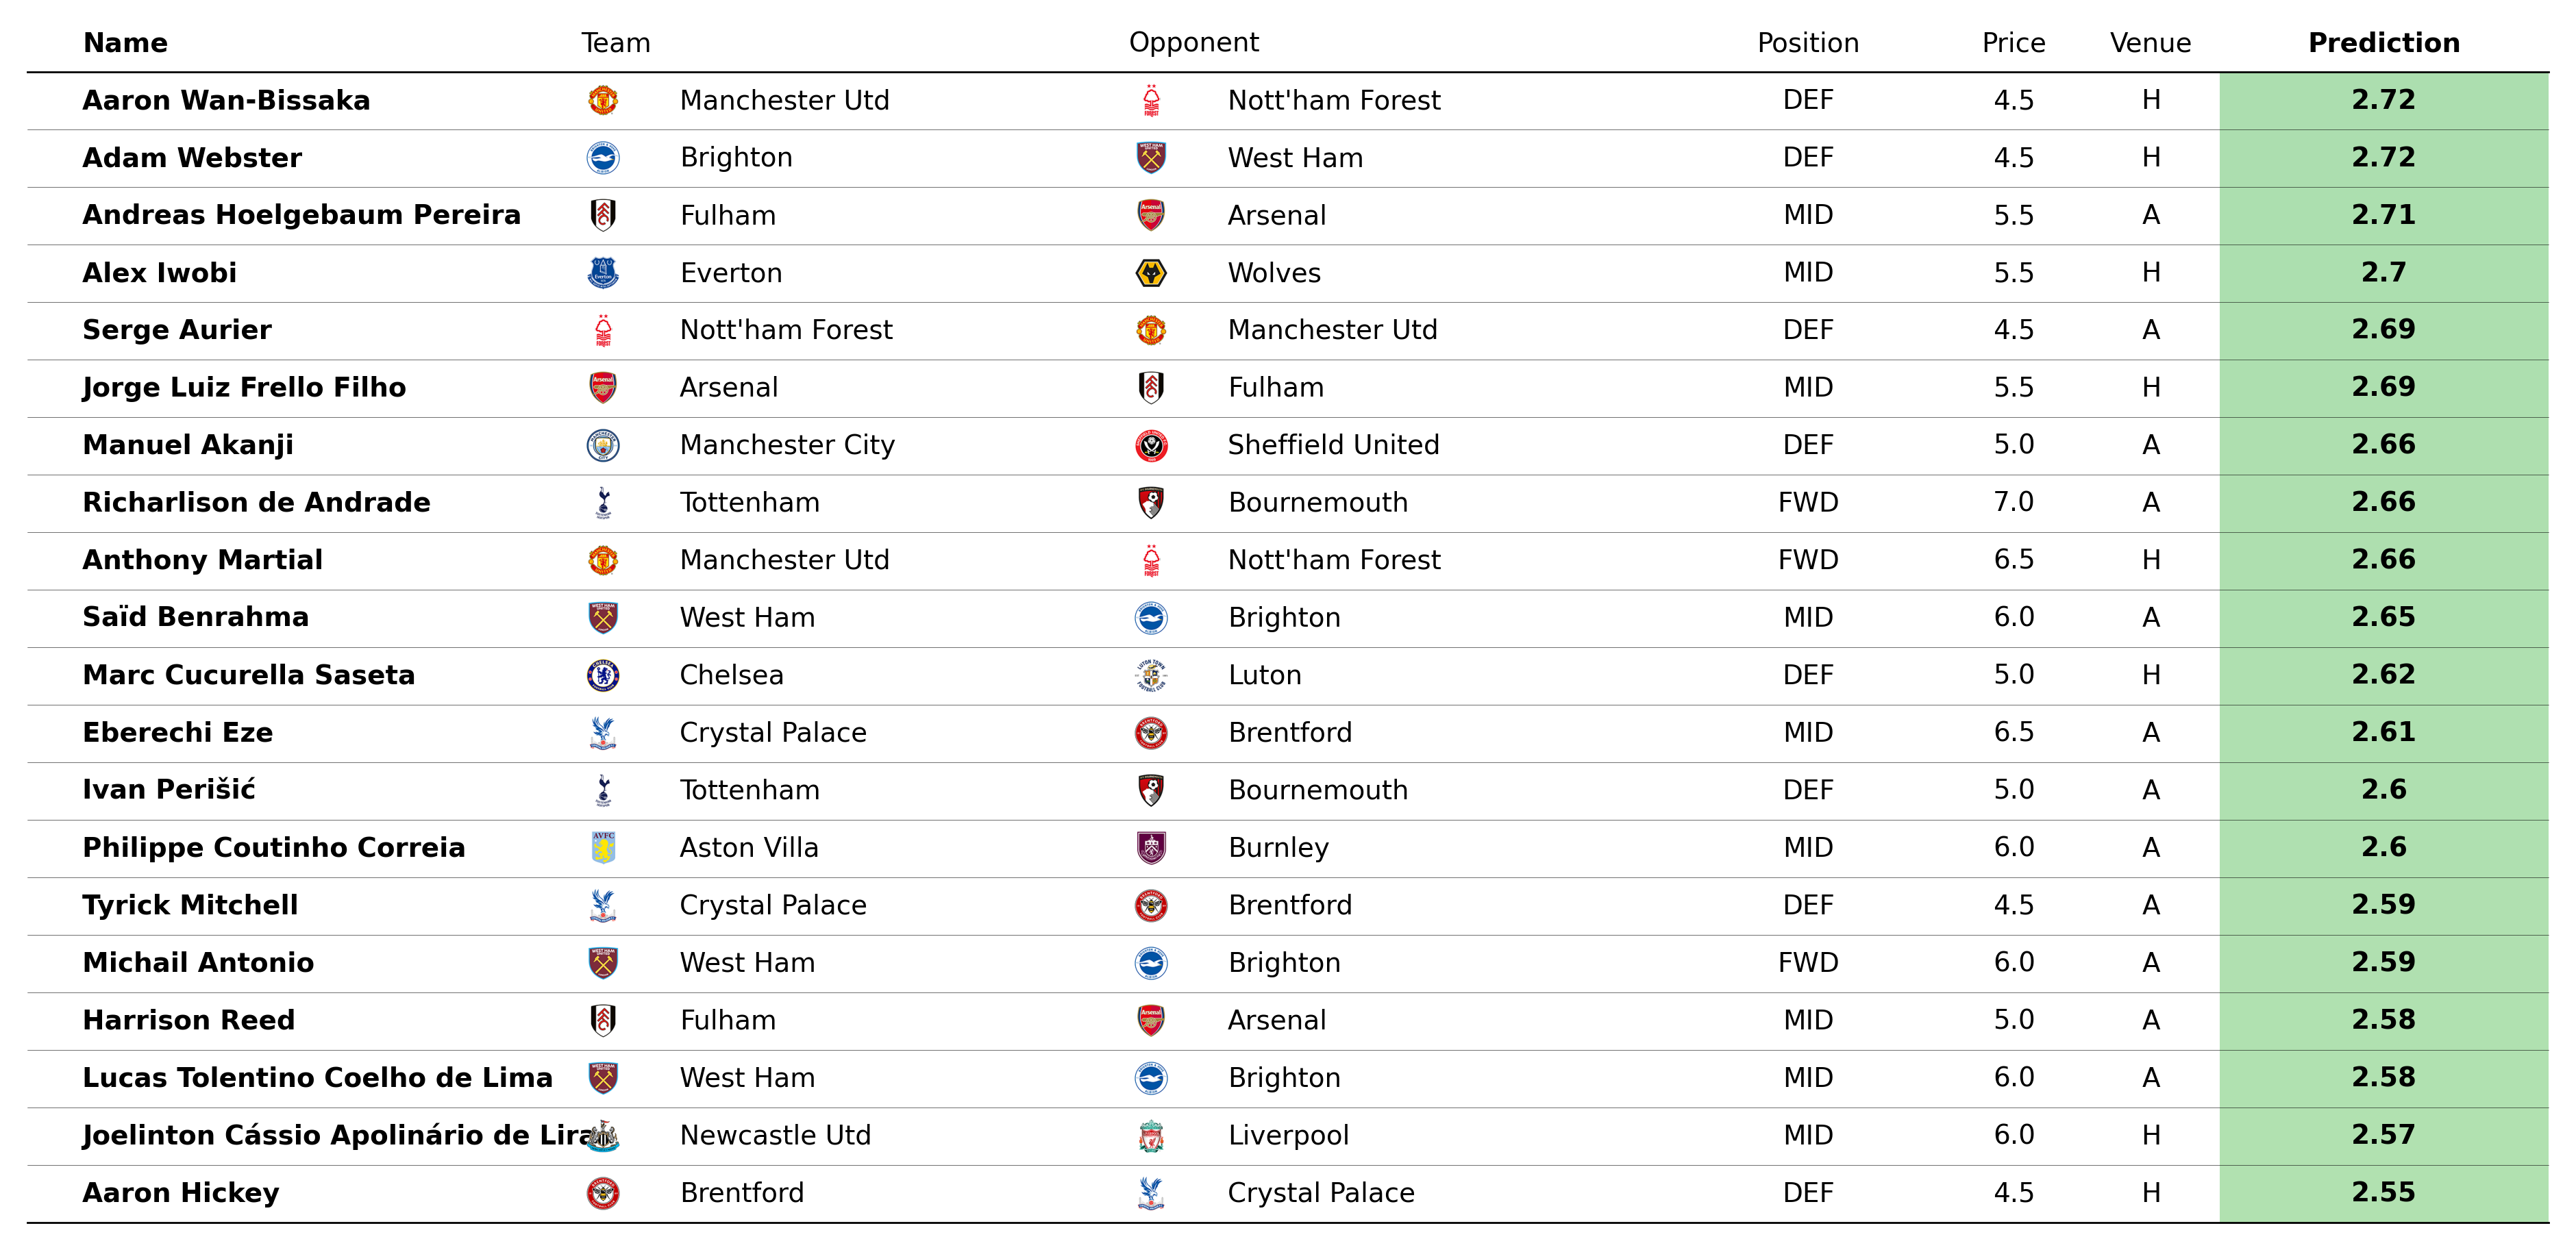 Name Team Opponent Position Price Venue Prediction
Aaron Wan-Bissaka Manchester Utd Nott'ham Forest DEF 4.5 H 2.72
Adam Webster Brighton West Ham DEF 4.5 H 2.72
Andreas Hoelgebaum Pereira Fulham Arsenal MID 5.5 A 2.71
Alex Iwobi Everton Wolves MID 5.5 H 2.7
Serge Aurier Nott'ham Forest Manchester Utd DEF 4.5 A 2.69
Jorge Luiz Frello Filho Arsenal Fulham MID 5.5 H 2.69
Manuel Akanji Manchester City Sheffield United DEF 5.0 A 2.66
Richarlison de Andrade Tottenham Bournemouth FWD 7.0 A 2.66
Anthony Martial Manchester Utd Nott'ham Forest FWD 6.5 H 2.66
Saïd Benrahma West Ham Brighton MID 6.0 A 2.65
Marc Cucurella Saseta Chelsea Luton DEF 5.0 H 2.62
Eberechi Eze Crystal Palace Brentford MID 6.5 A 2.61
Ivan Perišić Tottenham Bournemouth DEF 5.0 A 2.6
Philippe Coutinho Correia Aston Villa Burnley MID 6.0 A 2.6
Tyrick Mitchell Crystal Palace Brentford DEF 4.5 A 2.59
Michail Antonio West Ham Brighton FWD 6.0 A 2.59
Harrison Reed Fulham Arsenal MID 5.0 A 2.58
Lucas Tolentino Coelho de Lima West Ham Brighton MID 6.0 A 2.58
Joelinton Cássio Apolinário de Lira Newcastle Utd Liverpool MID 6.0 H 2.57
Aaron Hickey Brentford Crystal Palace DEF 4.5 H 2.55